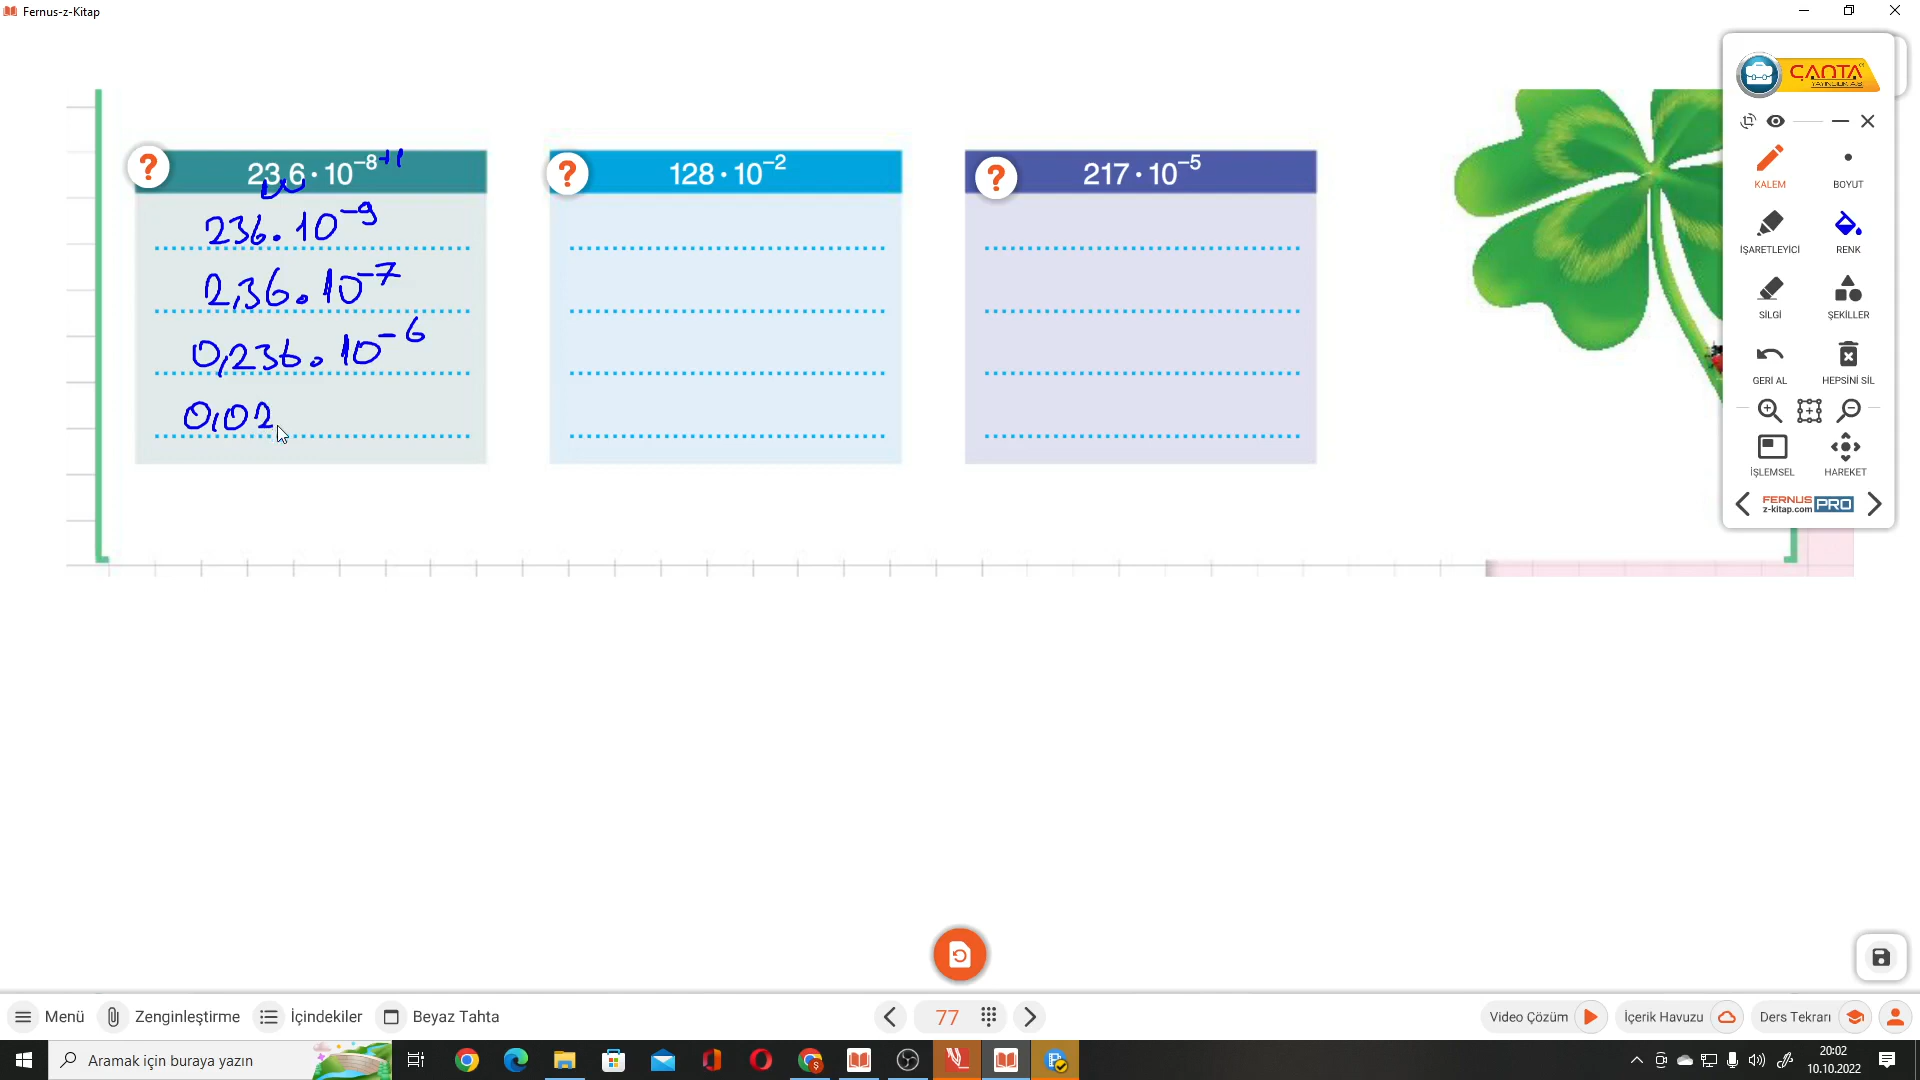 Fernus-z-Kitap
ÇANTA
YAYINCILIK A.Ş.
KALEM
BOYUT
İŞARETLEYİCİ
RENK
SİLGİ
ŞEKİLLER
GERİ AL
HEPSİNİ SİL
İŞLEMSEL
HAREKET
FERNUS PRO
z-kitap.com
? 23,6 · 10⁻⁸ ⁺¹
236 . 10⁻⁹
2,36 . 10⁻⁷
0,236 . 10⁻⁶
0,02
? 128 · 10⁻²
? 217 · 10⁻⁵
Menü Zenginleştirme İçindekiler Beyaz Tahta 77 Video Çözüm İçerik Havuzu Ders Tekrarı
Aramak için buraya yazın
20:02
10.10.2022